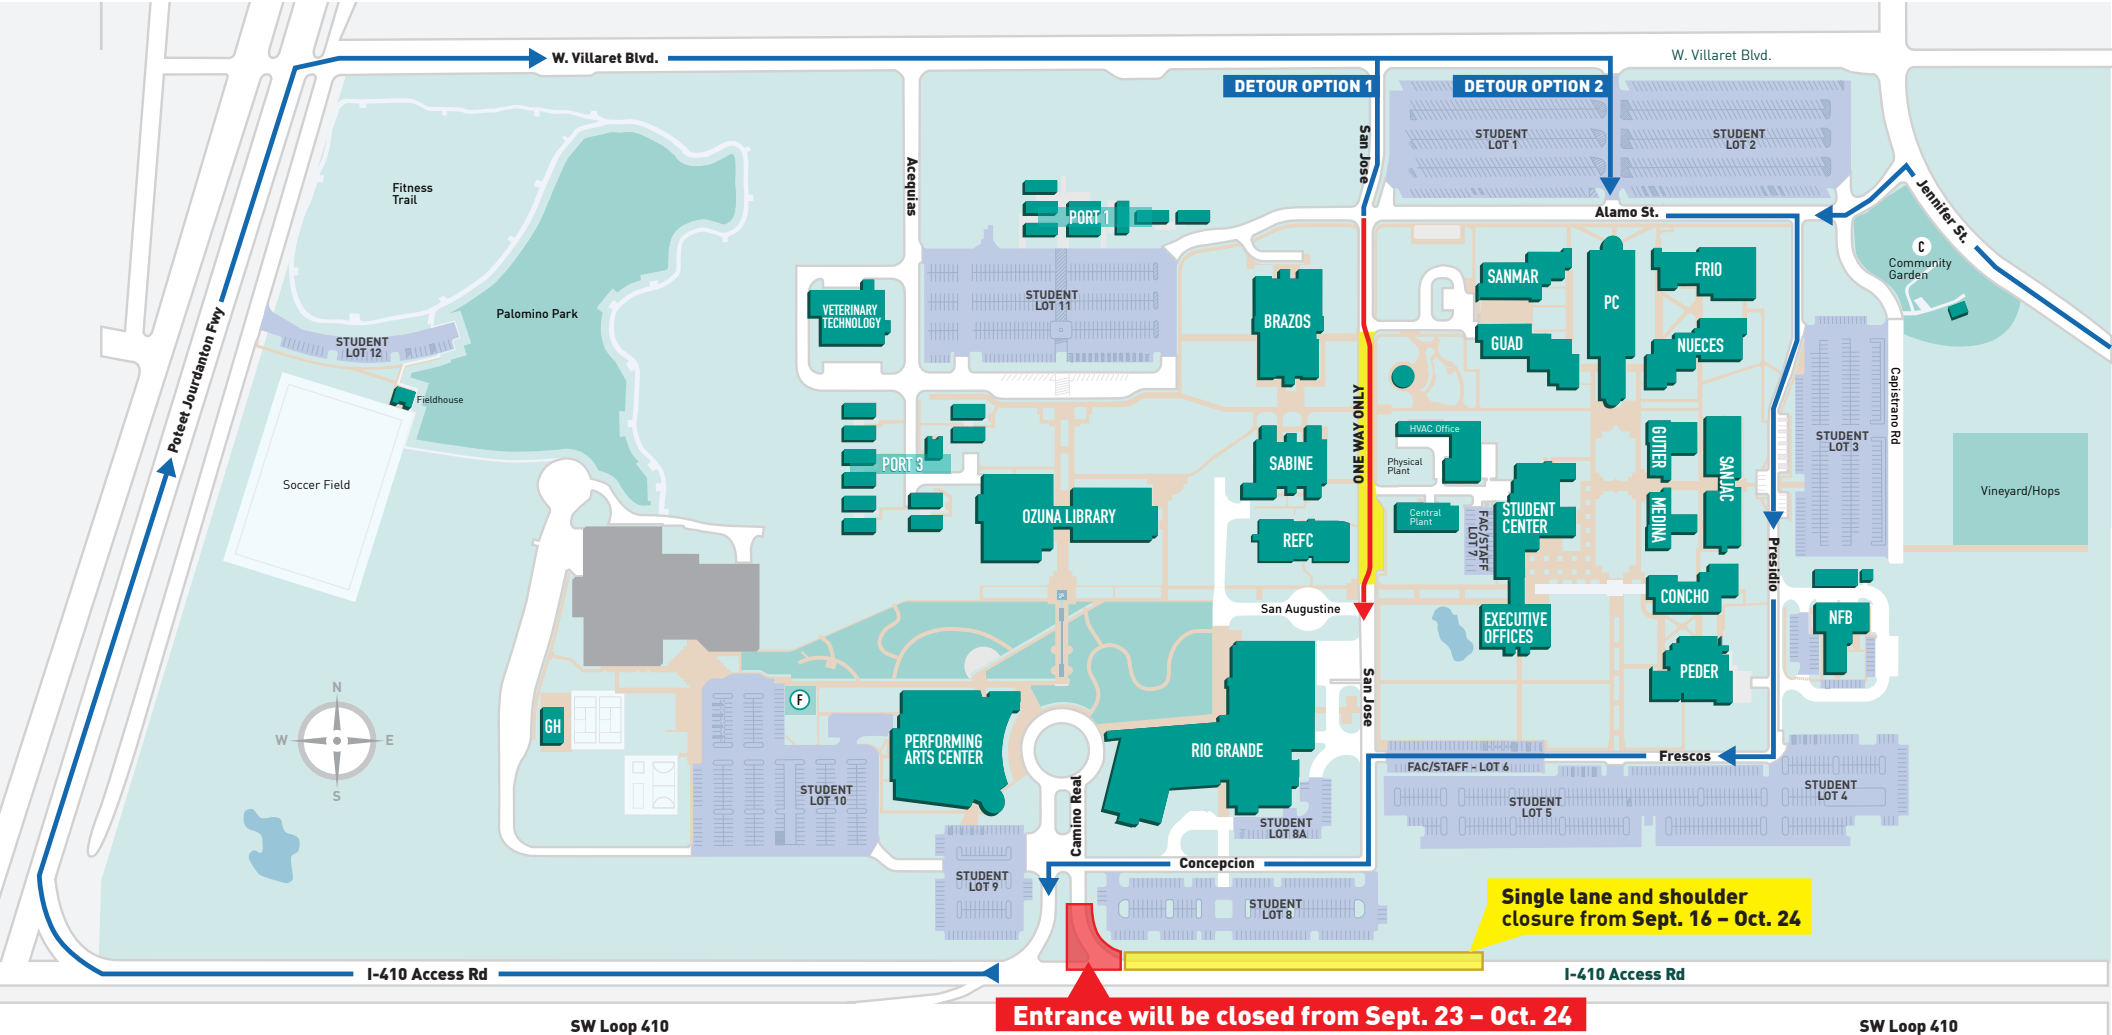 W. Villaret Blvd.
W. Villaret Blvd.
DETOUR OPTION 1
DETOUR OPTION 2
STUDENT
LOT 1
STUDENT
LOT 2
San Jose
Acequias
Fitness
Trail
Jennifer St.
PORT 1
Alamo St.
C
Community
Garden
SANMAR
FRIO
PC
STUDENT
LOT 11
VETERINARY
TECHNOLOGY
BRAZOS
Palomino Park
GUAD
NUECES
STUDENT
LOT 12
Poteet Jourdanton Fwy
Fieldhouse
ONE WAY ONLY
Capistrano Rd
HVAC Office
GUTIER
SANJAC
STUDENT
LOT 3
PORT 3
SABINE
Physical
Plant
Soccer Field
Vineyard/Hops
OZUNA LIBRARY
Central
Plant
FAC/STAFF
LOT 7
STUDENT
CENTER
MEDINA
REFC
Presidio
CONCHO
San Augustine
EXECUTIVE
OFFICES
NFB
PEDER
N
W
E
S
F
GH
San Jose
PERFORMING
ARTS CENTER
RIO GRANDE
Frescos
FAC/STAFF - LOT 6
STUDENT
LOT 10
STUDENT
LOT 5
STUDENT
LOT 4
Camino Real
STUDENT
LOT 8A
Concepcion
STUDENT
LOT 9
STUDENT
LOT 8
Single lane and shoulder
closure from Sept. 16 – Oct. 24
I-410 Access Rd
I-410 Access Rd
Entrance will be closed from Sept. 23 – Oct. 24
SW Loop 410
SW Loop 410